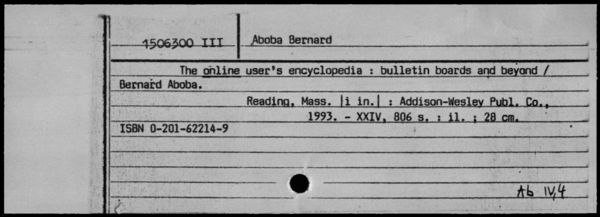 1506300 III
Aboba Bernard
The online user's encyclopedia : bulletin boards and beyond /
Bernard Aboba.
Reading, Mass. |i in.| : Addison-Wesley Publ. Co.,
1993. - XXIV, 806 s. : il. ; 28 cm.
ISBN 0-201-62214-9
Ab IV,4